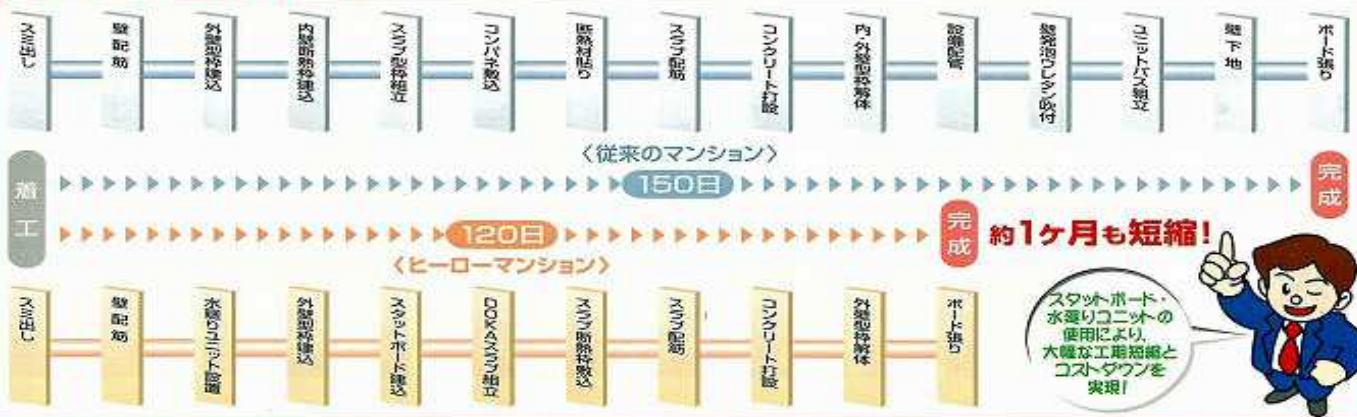 スミ出し
壁配筋
外壁型枠建込
内壁断熱枠建込
スラブ型枠組立
コンパネ敷込
断熱材貼り
スラブ配筋
コンクリート打設
内・外壁型枠解体
設備配管
壁発泡ウレタン吹付
ユニットバス組立
壁下地
ボード張り
〈従来のマンション〉
着工
150日
完成
120日
完成
約1ヶ月も短縮!
〈ヒーローマンション〉
スミ出し
壁配筋
水廻りユニット設置
外壁型枠建込
スタットボード建込
DOKAスラブ組立
スラブ断熱枠敷込
スラブ配筋
コンクリート打設
外壁型枠解体
ボード張り
スタットボード・
水廻りユニットの
使用により、
大幅な工期短縮と
コストダウンを
実現!